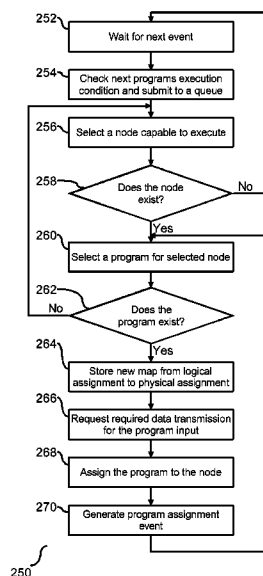 252
Wait for next event
254
Check next programs execution
condition and submit to a queue
256
Select a node capable to execute
258
Does the node
exist?
No
Yes
260
Select a program for selected node
262
No
Does the
program exist?
Yes
264
Store new map from logical
assignment to physical assignment
266
Request required data transmission
for the program input
268
Assign the program to the node
270
Generate program assignment
event
250